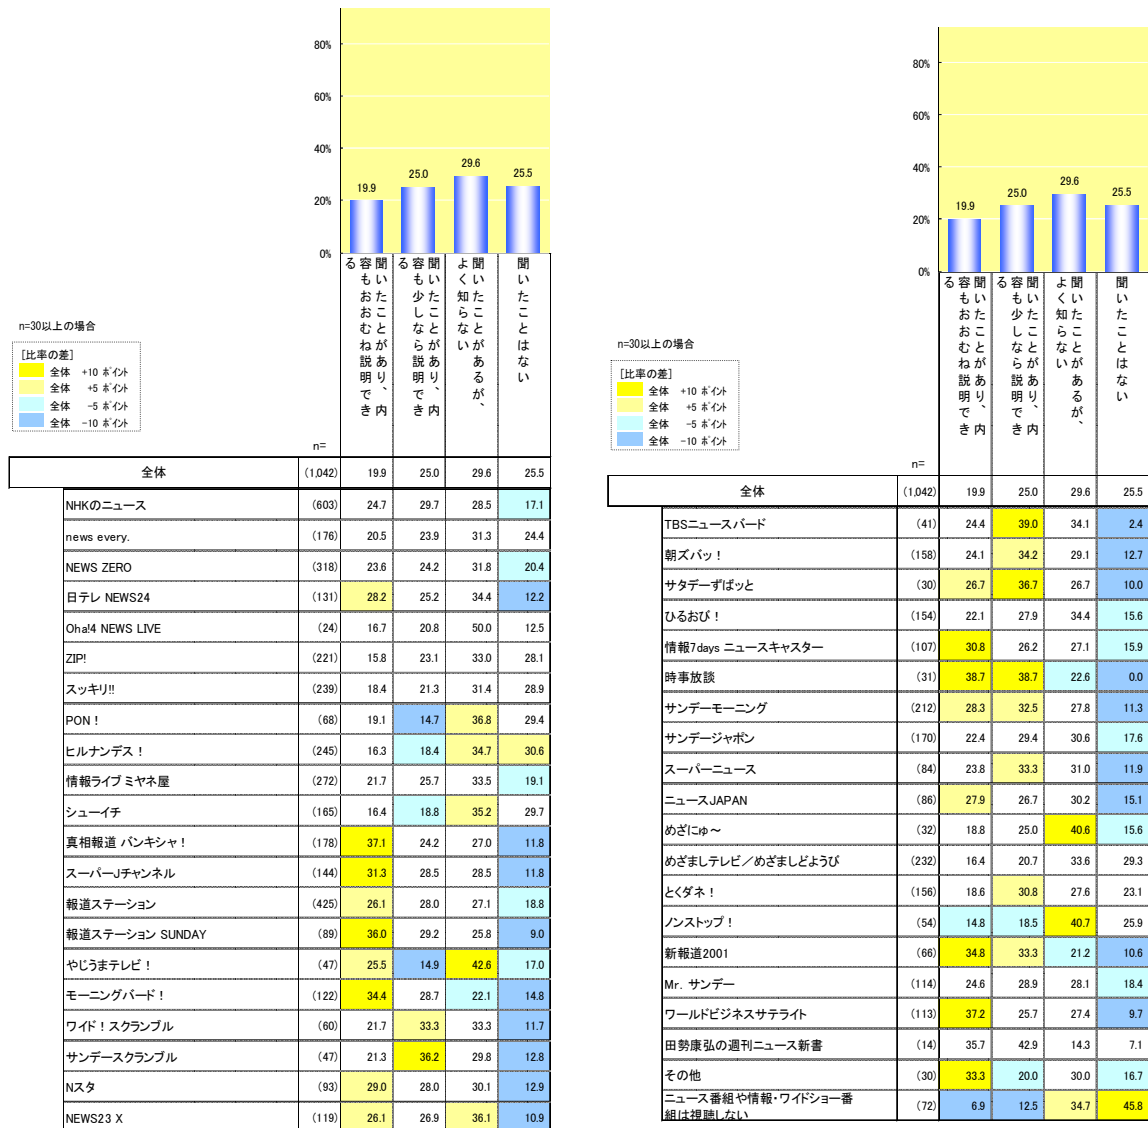 80%
60%
40%
20%
0%
19.9
25.0
29.6
25.5
聞いたことがあり、内容もおおむね説明できる
聞いたことがあり、内容も少しなら説明できる
聞いたことがあるが、よく知らない
聞いたことはない
n=30以上の場合
[比率の差]
全体 +10 ポイント
全体 +5 ポイント
全体 -5 ポイント
全体 -10 ポイント
n=
全体 (1,042) 19.9 25.0 29.6 25.5
NHKのニュース (603) 24.7 29.7 28.5 17.1
news every. (176) 20.5 23.9 31.3 24.4
NEWS ZERO (318) 23.6 24.2 31.8 20.4
日テレ NEWS24 (131) 28.2 25.2 34.4 12.2
Oha!4 NEWS LIVE (24) 16.7 20.8 50.0 12.5
ZIP! (221) 15.8 23.1 33.0 28.1
スッキリ!! (239) 18.4 21.3 31.4 28.9
PON! (68) 19.1 14.7 36.8 29.4
ヒルナンデス! (245) 16.3 18.4 34.7 30.6
情報ライブ ミヤネ屋 (272) 21.7 25.7 33.5 19.1
シューイチ (165) 16.4 18.8 35.2 29.7
真相報道 バンキシャ! (178) 37.1 24.2 27.0 11.8
スーパーJチャンネル (144) 31.3 28.5 28.5 11.8
報道ステーション (425) 26.1 28.0 27.1 18.8
報道ステーション SUNDAY (89) 36.0 29.2 25.8 9.0
やじうまテレビ! (47) 25.5 14.9 42.6 17.0
モーニングバード! (122) 34.4 28.7 22.1 14.8
ワイド!スクランブル (60) 21.7 33.3 33.3 11.7
サンデースクランブル (47) 21.3 36.2 29.8 12.8
Nスタ (93) 29.0 28.0 30.1 12.9
NEWS23 X (119) 26.1 26.9 36.1 10.9
80%
60%
40%
20%
0%
19.9
25.0
29.6
25.5
聞いたことがあり、内容もおおむね説明できる
聞いたことがあり、内容も少しなら説明できる
聞いたことがあるが、よく知らない
聞いたことはない
n=30以上の場合
[比率の差]
全体 +10 ポイント
全体 +5 ポイント
全体 -5 ポイント
全体 -10 ポイント
n=
全体 (1,042) 19.9 25.0 29.6 25.5
TBSニュースバード (41) 24.4 39.0 34.1 2.4
朝ズバッ! (158) 24.1 34.2 29.1 12.7
サタデーずばっと (30) 26.7 36.7 26.7 10.0
ひるおび! (154) 22.1 27.9 34.4 15.6
情報7days ニュースキャスター (107) 30.8 26.2 27.1 15.9
時事放談 (31) 38.7 38.7 22.6 0.0
サンデーモーニング (212) 28.3 32.5 27.8 11.3
サンデージャポン (170) 22.4 29.4 30.6 17.6
スーパーニュース (84) 23.8 33.3 31.0 11.9
ニュースJAPAN (86) 27.9 26.7 30.2 15.1
めざにゅ~ (32) 18.8 25.0 40.6 15.6
めざましテレビ/めざましどようび (232) 16.4 20.7 33.6 29.3
とくダネ! (156) 18.6 30.8 27.6 23.1
ノンストップ! (54) 14.8 18.5 40.7 25.9
新報道2001 (66) 34.8 33.3 21.2 10.6
Mr. サンデー (114) 24.6 28.9 28.1 18.4
ワールドビジネスサテライト (113) 37.2 25.7 27.4 9.7
田勢康弘の週刊ニュース新書 (14) 35.7 42.9 14.3 7.1
その他 (30) 33.3 20.0 30.0 16.7
ニュース番組や情報・ワイドショー番
組は視聴しない (72) 6.9 12.5 34.7 45.8